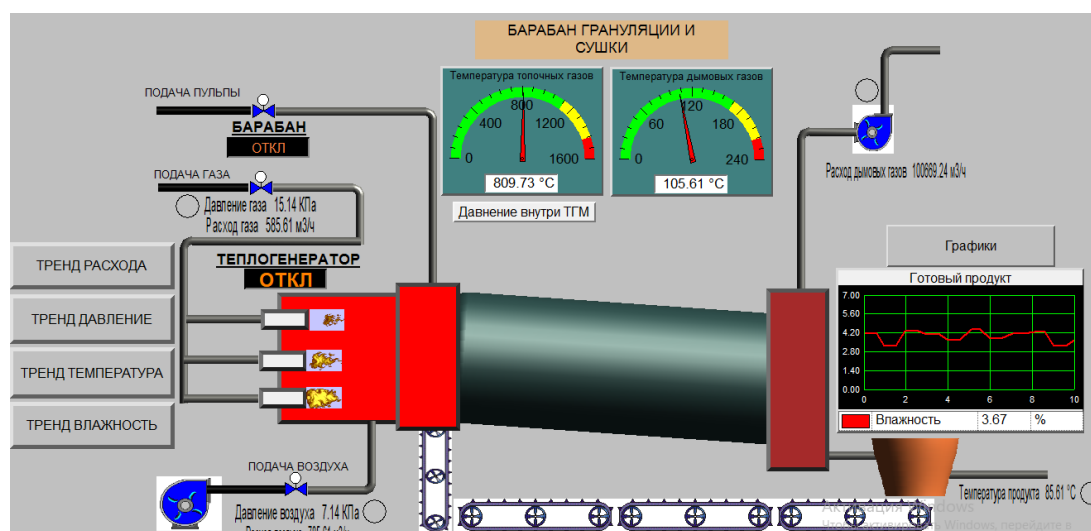 БАРАБАН ГРАНУЛЯЦИИ И
СУШКИ
Температура топочных газов
0
400
800
1200
1600
809.73 °C
Температура дымовых газов
0
60
120
180
240
105.61 °C
Давнение внутри ТГМ
ПОДАЧА ПУЛЬПЫ
БАРАБАН
ОТКЛ
ПОДАЧА ГАЗА
Давление газа 15.14 КПа
Расход газа 585.61 м3/ч
ТЕПЛОГЕНЕРАТОР
ОТКЛ
ТРЕНД РАСХОДА
ТРЕНД ДАВЛЕНИЕ
ТРЕНД ТЕМПЕРАТУРА
ТРЕНД ВЛАЖНОСТЬ
Расход дымовых газов 100669.24 м3/ч
Графики
Готовый продукт
7.00
5.60
4.20
2.80
1.40
0.00
0 2 4 6 8 10
Влажность 3.67 %
ПОДАЧА ВОЗДУХА
Давление воздуха 7.14 КПа
Температура продукта 85.61 °C
Активация Windows